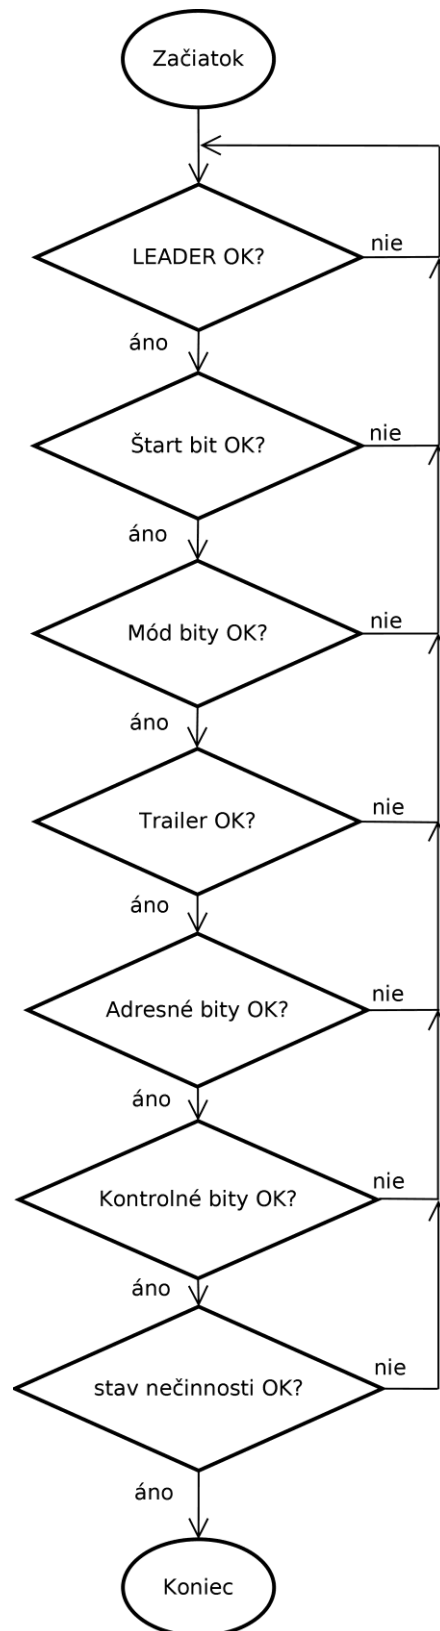 Začiatok
LEADER OK?
nie
áno
Štart bit OK?
nie
áno
Mód bity OK?
nie
áno
Trailer OK?
nie
áno
Adresné bity OK?
nie
áno
Kontrolné bity OK?
nie
áno
stav nečinnosti OK?
nie
áno
Koniec